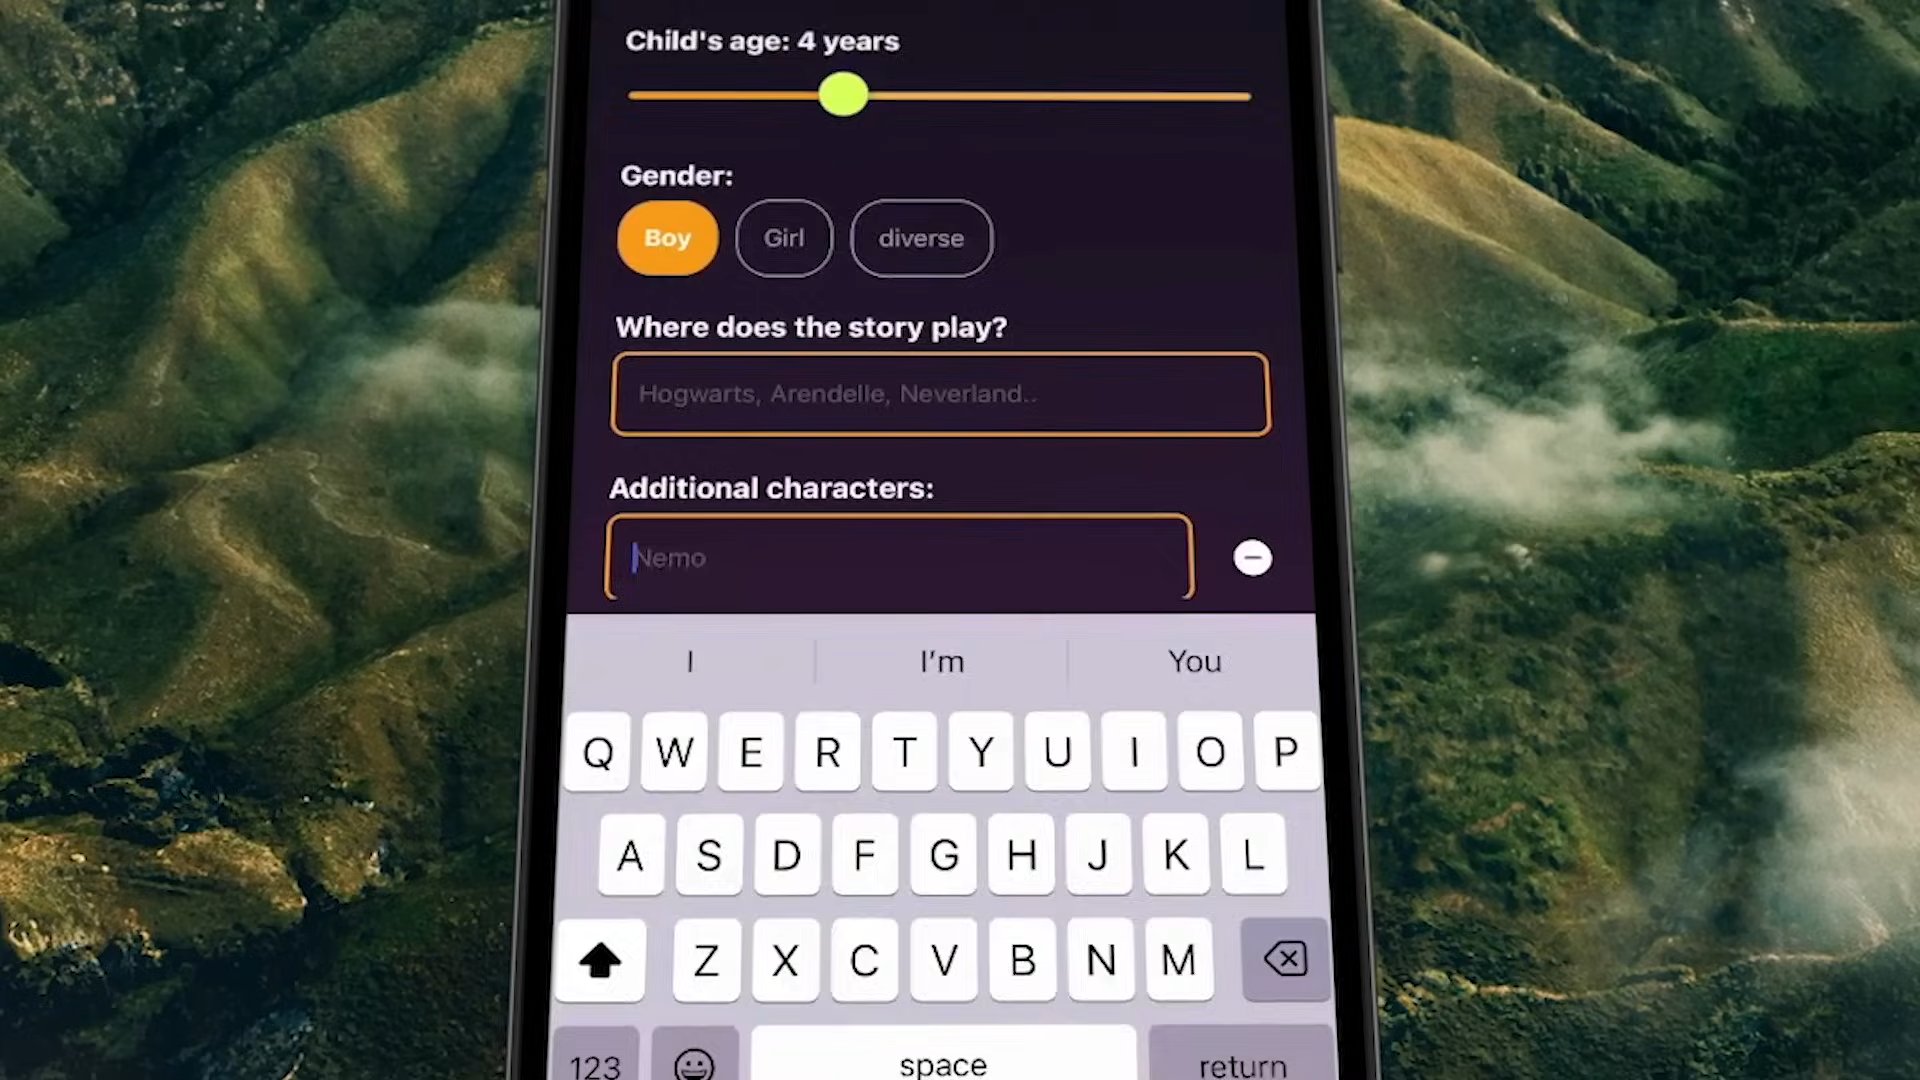 Child's age: 4 years
Gender:
Boy Girl diverse
Where does the story play?
Hogwarts, Arendelle, Neverland..
Additional characters:
Nemo
I I'm You
Q W E R T Y U I O P
A S D F G H J K L
Z X C V B N M
123 space return